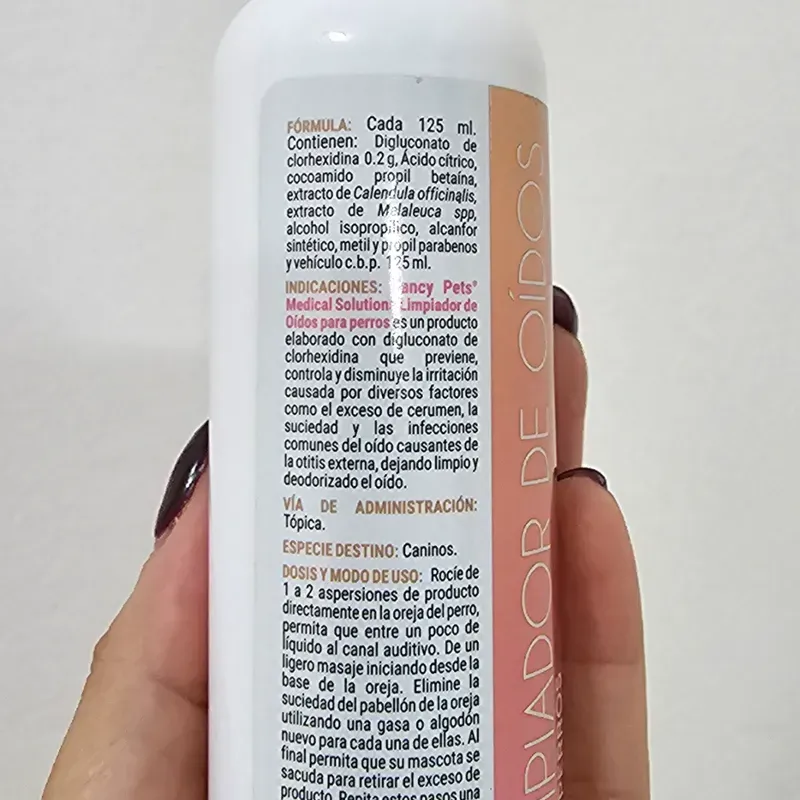 FÓRMULA: Cada 125 ml.
Contienen: Digluconato de
clorhexidina 0.2 g, Ácido cítrico,
cocoamido propil betaína,
extracto de Calendula officinalis,
extracto de Melaleuca spp,
alcohol isopropílico, alcanfor
sintético, metil y propil parabenos
y vehículo c.b.p. 125 ml.
INDICACIONES: Fancy Pets®
Medical Solutions Limpiador de
Oídos para perros es un producto
elaborado con digluconato de
clorhexidina que previene,
controla y disminuye la irritación
causada por diversos factores
como el exceso de cerumen, la
suciedad y las infecciones
comunes del oído causantes de
la otitis externa, dejando limpio y
deodorizado el oído.
VÍA DE ADMINISTRACIÓN:
Tópica.
ESPECIE DESTINO: Caninos.
DOSIS Y MODO DE USO: Rocíe de
1 a 2 aspersiones de producto
directamente en la oreja del perro,
permita que entre un poco de
líquido al canal auditivo. De un
ligero masaje iniciando desde la
base de la oreja. Elimine la
suciedad del pabellón de la oreja
utilizando una gasa o algodón
nuevo para cada una de ellas. Al
final permita que su mascota se
sacuda para retirar el exceso de
producto. Repita estos pasos una
PIADOR DE OÍDOS